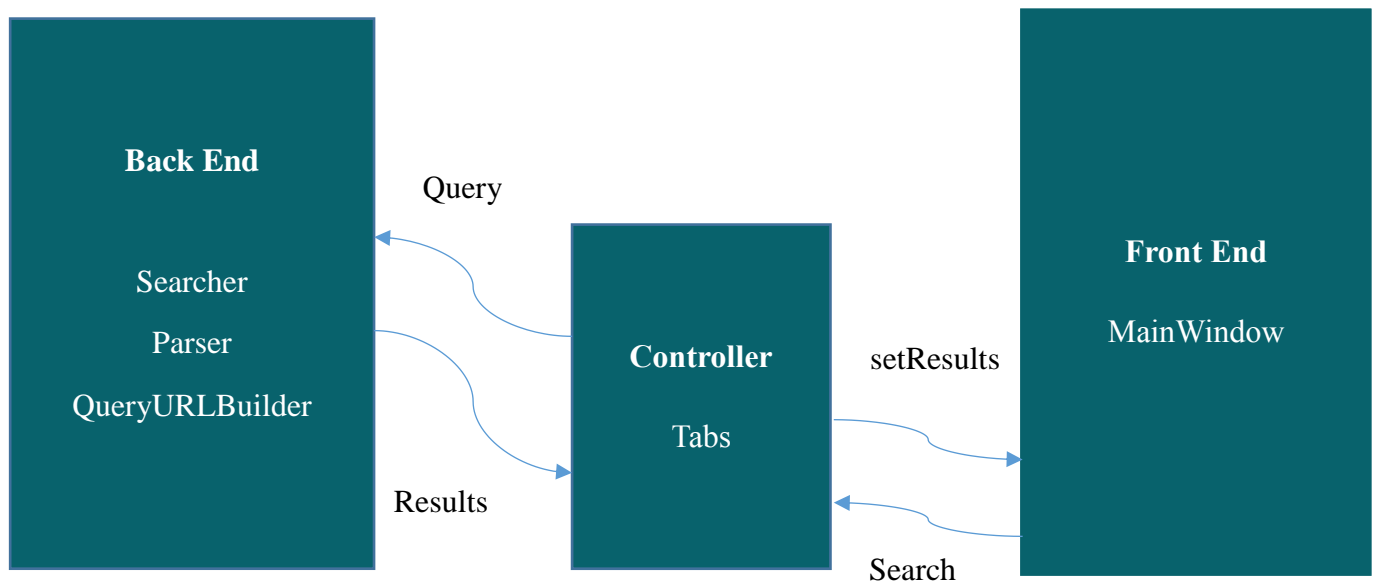 Back End
Searcher
Parser
QueryURLBuilder
Query
Results
Controller
Tabs
setResults
Search
Front End
MainWindow